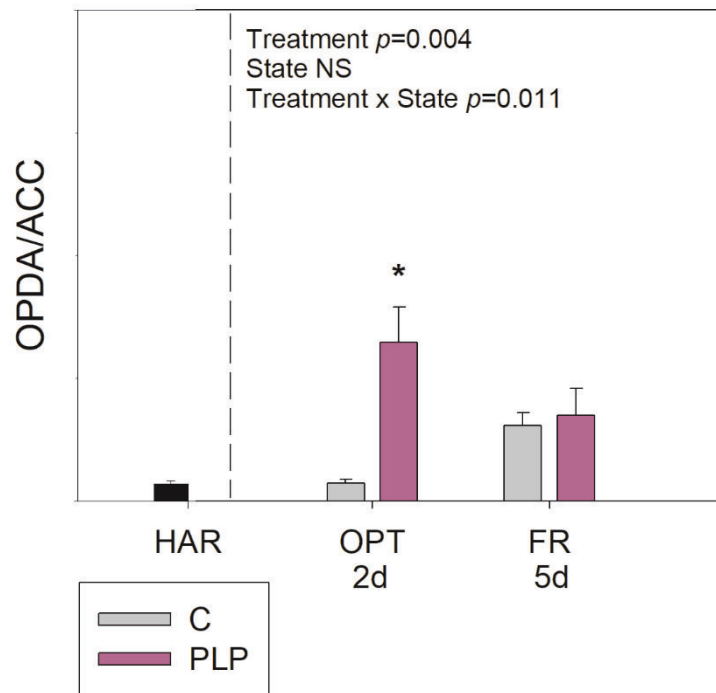 Treatment p=0.004
State NS
Treatment x State p=0.011
OPDA/ACC
*
HAR OPT FR
2d 5d
C
PLP